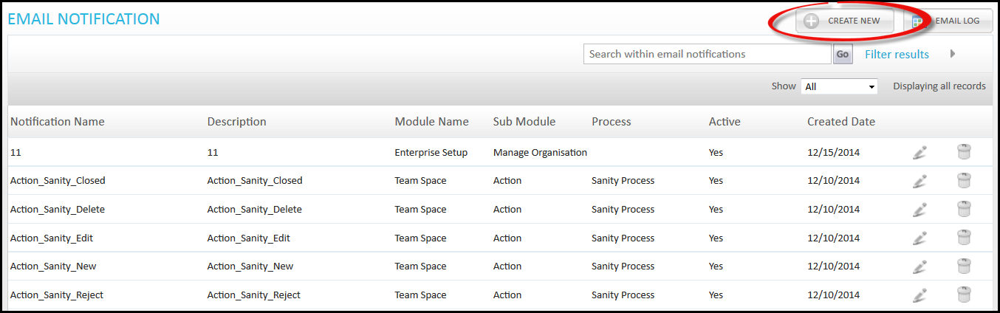 EMAIL NOTIFICATION CREATE NEW EMAIL LOG
Search within email notifications Go Filter results
Show All Displaying all records
Notification Name Description Module Name Sub Module Process Active Created Date
11 11 Enterprise Setup Manage Organisation Yes 12/15/2014
Action_Sanity_Closed Action_Sanity_Closed Team Space Action Sanity Process Yes 12/10/2014
Action_Sanity_Delete Action_Sanity_Delete Team Space Action Sanity Process Yes 12/10/2014
Action_Sanity_Edit Action_Sanity_Edit Team Space Action Sanity Process Yes 12/10/2014
Action_Sanity_New Action_Sanity_New Team Space Action Sanity Process Yes 12/10/2014
Action_Sanity_Reject Action_Sanity_Reject Team Space Action Sanity Process Yes 12/10/2014